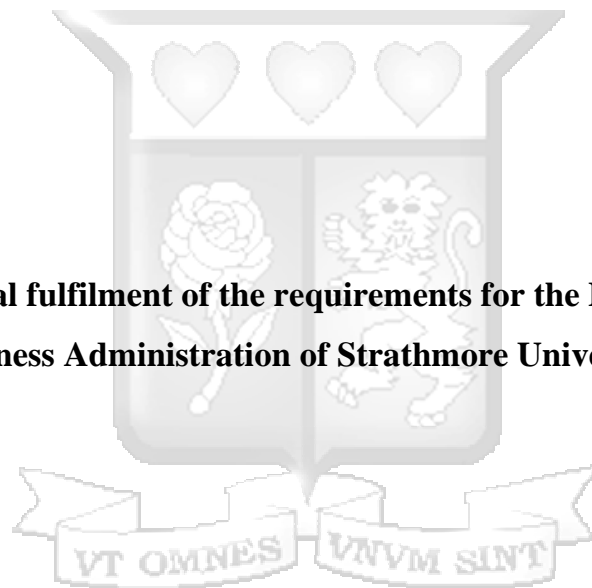 al fulfilment of the requirements for the
ness Administration of Strathmore Unive
VT OMNES VNVM SINT